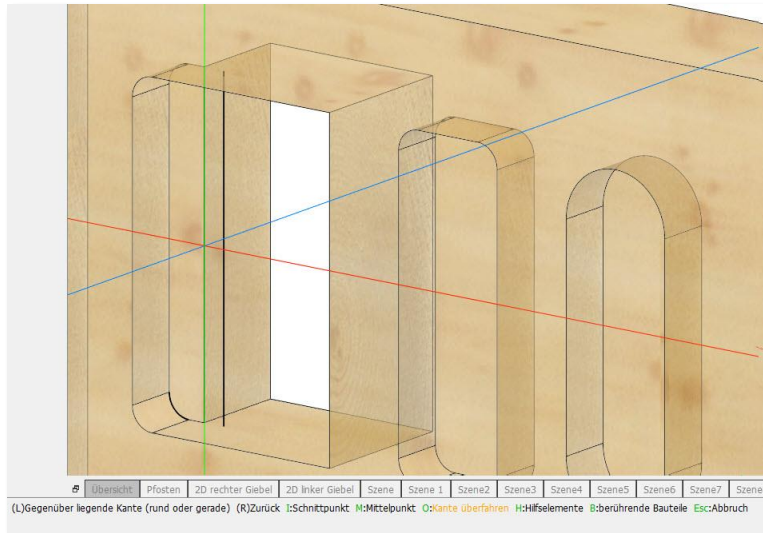 Übersicht Pfosten 2D rechter Giebel 2D linker Giebel Szene Szene 1 Szene2 Szene3 Szene4 Szene5 Szene6 Szene7 Szene
(L)Gegenüber liegende Kante (rund oder gerade) (R)Zurück I:Schnittpunkt M:Mittelpunkt O:Kante überfahren H:Hilfselemente B:berührende Bauteile Esc:Abbruch